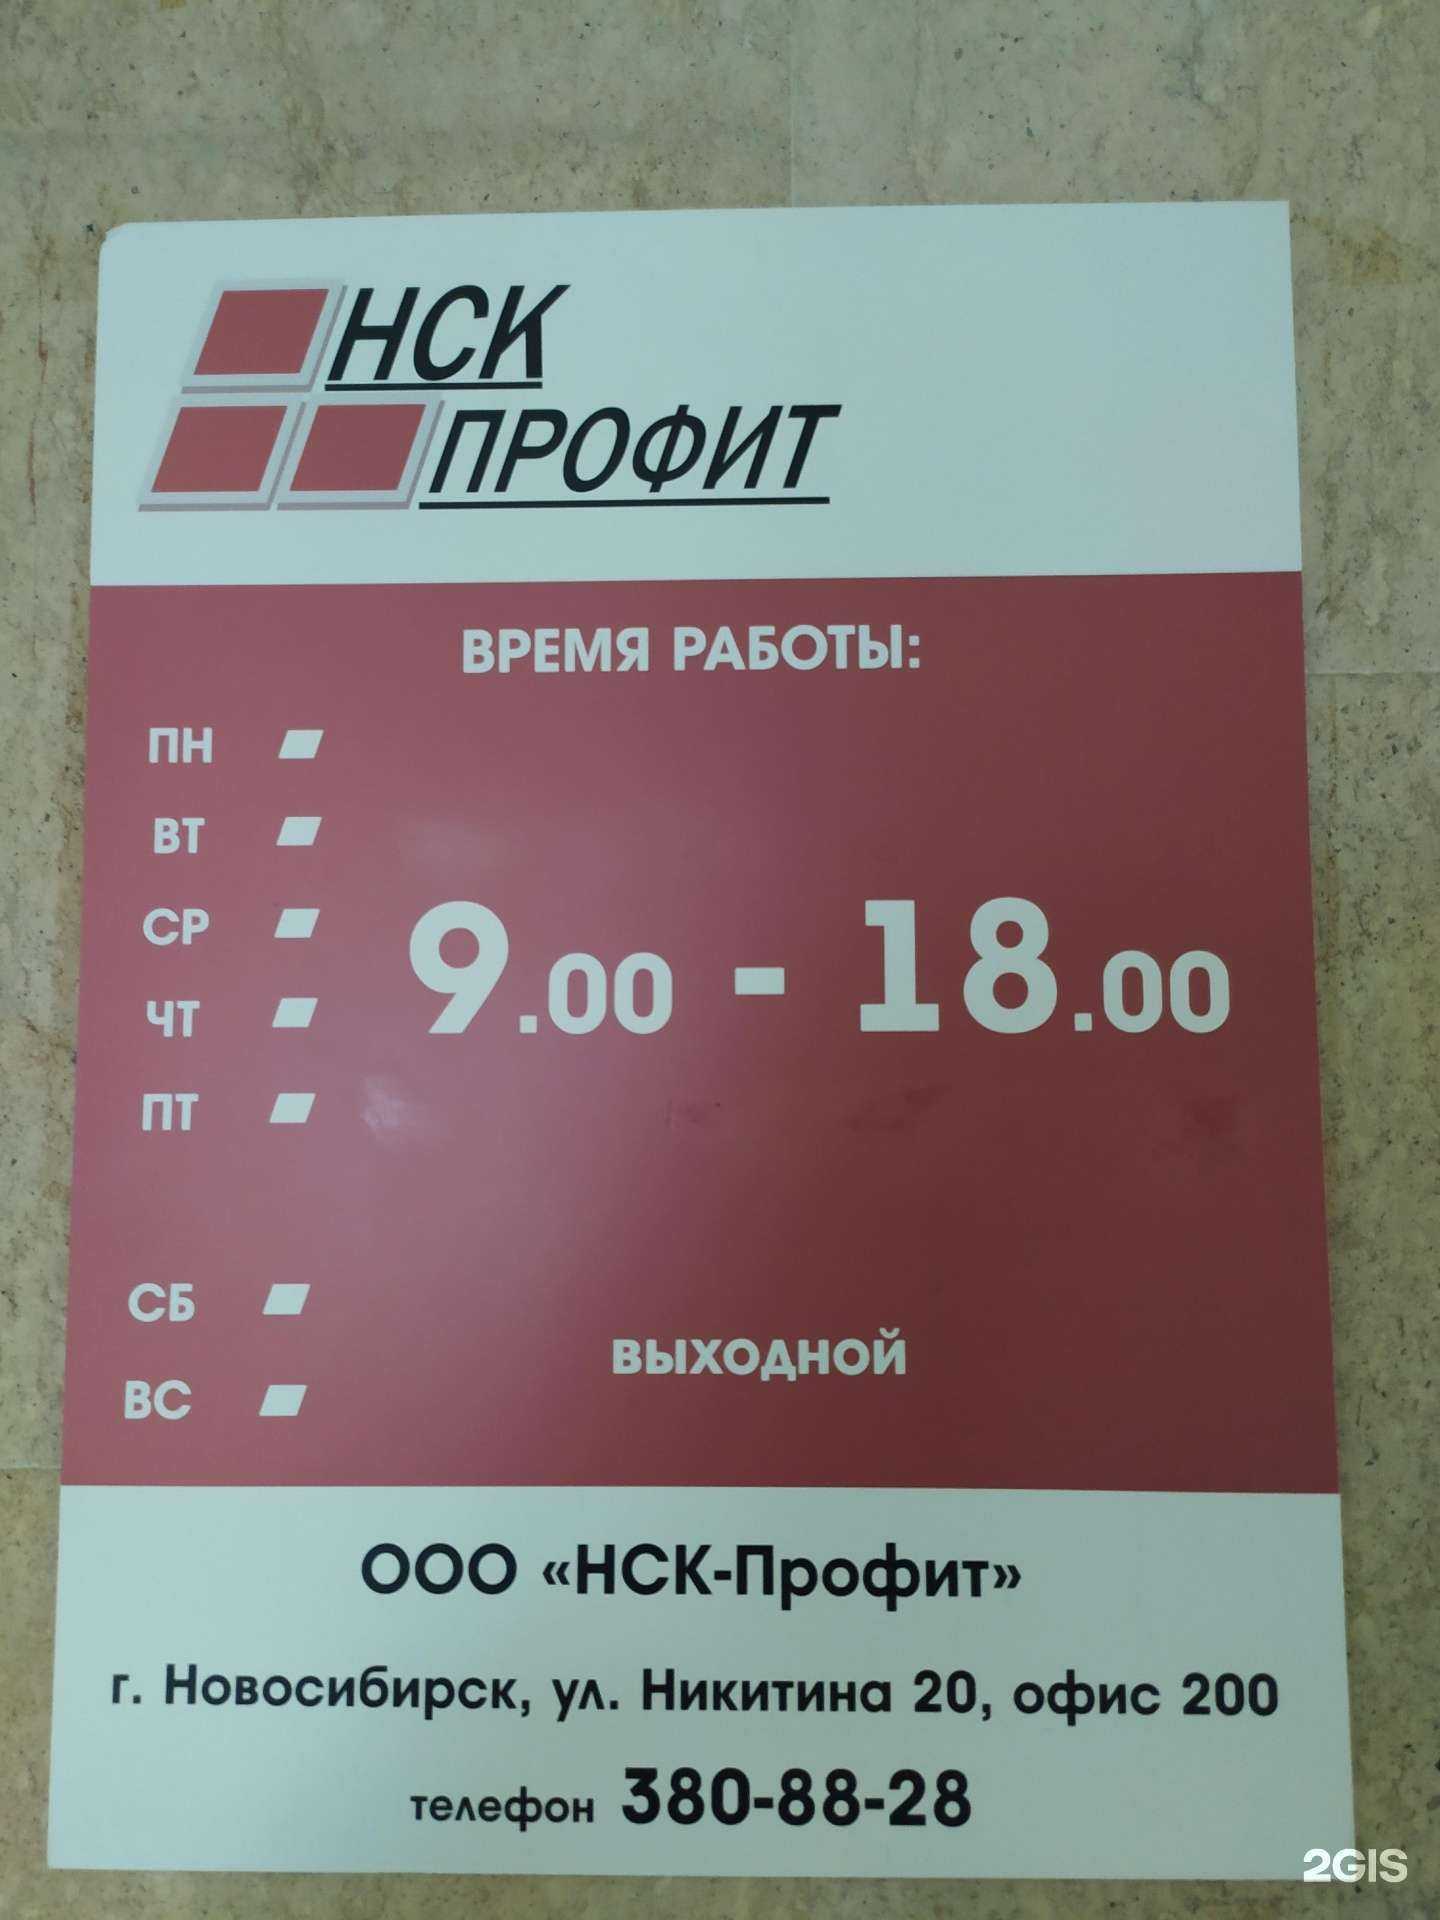 НСК
ПРОФИТ
ВРЕМЯ РАБОТЫ:
ПН
ВТ
СР
ЧТ
ПТ
9.00 - 18.00
СБ
ВС
ВЫХОДНОЙ
ООО «НСК-Профит»
г. Новосибирск, ул. Никитина 20, офис 200
телефон 380-88-28
2GIS